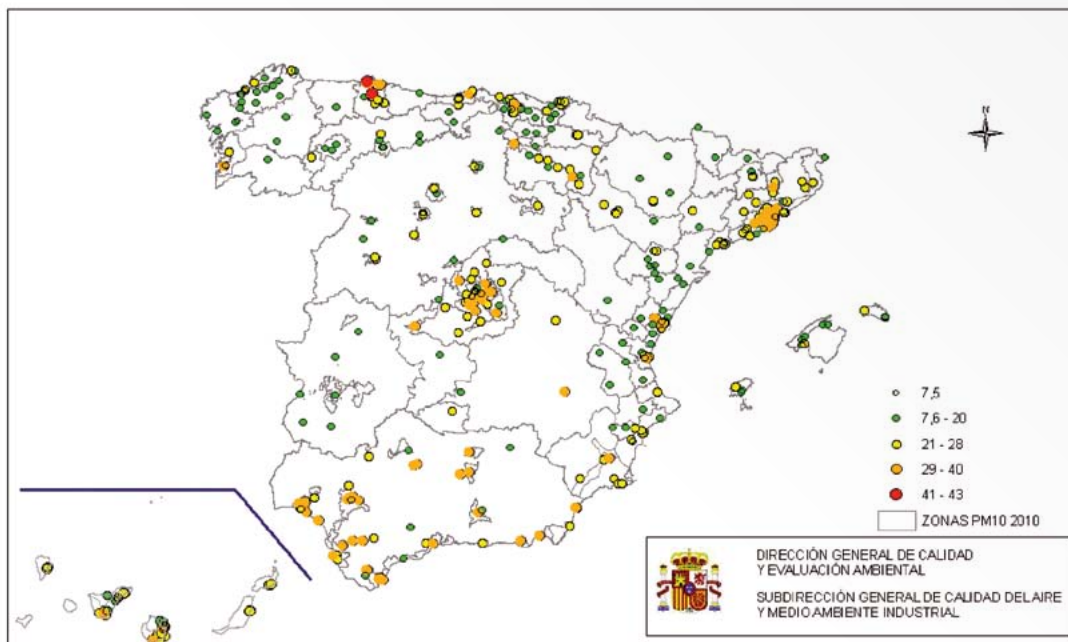 N
7,5
7,6 - 20
21 - 28
29 - 40
41 - 43
ZONAS PM10 2010
DIRECCIÓN GENERAL DE CALIDAD
Y EVALUACIÓN AMBIENTAL
SUBDIRECCIÓN GENERAL DE CALIDAD DEL AIRE
Y MEDIO AMBIENTE INDUSTRIAL